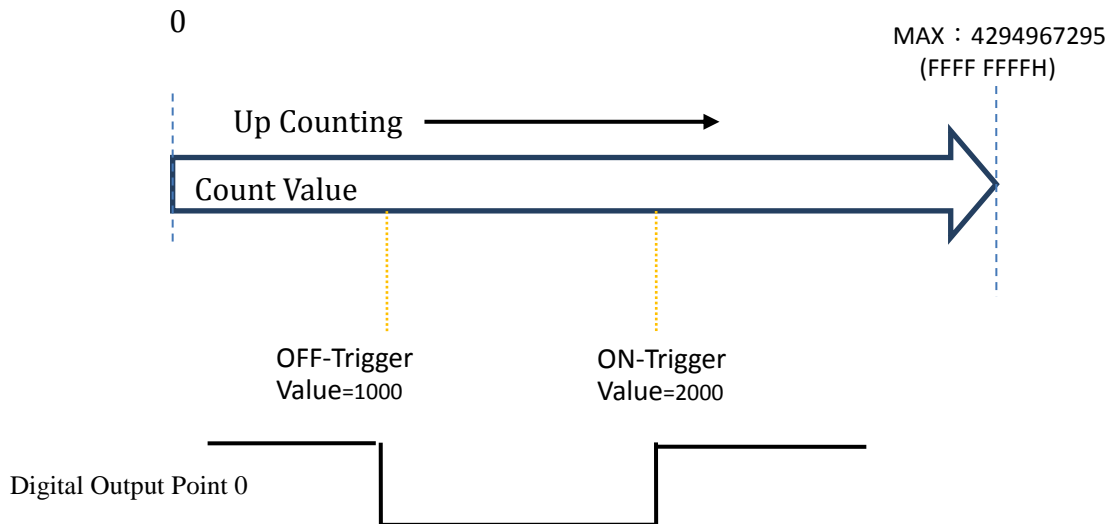 0
MAX：4294967295
(FFFF FFFFH)
Up Counting
Count Value
OFF-Trigger
Value=1000
ON-Trigger
Value=2000
Digital Output Point 0